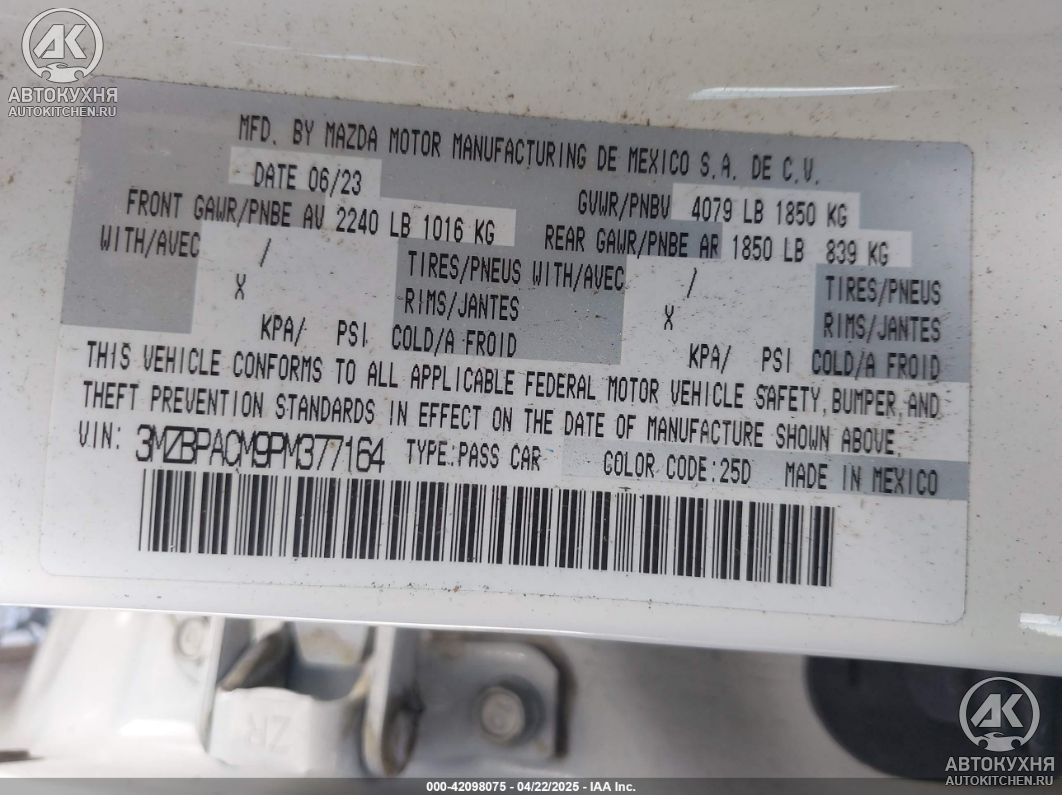 АК
АВТОКУХНЯ
AUTOKITCHEN.RU
MFD. BY MAZDA MOTOR MANUFACTURING DE MEXICO S.A. DE C.V.
DATE 06/23 GVWR/PNBV 4079 LB 1850 KG
FRONT GAWR/PNBE AV 2240 LB 1016 KG REAR GAWR/PNBE AR 1850 LB 839 KG
WITH/AVEC / TIRES/PNEUS WITH/AVEC / TIRES/PNEUS
X RIMS/JANTES X RIMS/JANTES
KPA/ PSI COLD/A FROID KPA/ PSI COLD/A FROID
THIS VEHICLE CONFORMS TO ALL APPLICABLE FEDERAL MOTOR VEHICLE SAFETY, BUMPER, AND
THEFT PREVENTION STANDARDS IN EFFECT ON THE DATE OF MANUFACTURE SHOWN ABOVE.
VIN: 3MZBPACM9PM377164 TYPE:PASS CAR COLOR CODE:25D MADE IN MEXICO
ZR
АК
АВТОКУХНЯ
AUTOKITCHEN.RU
000-42098075 - 04/22/2025 - IAA Inc.